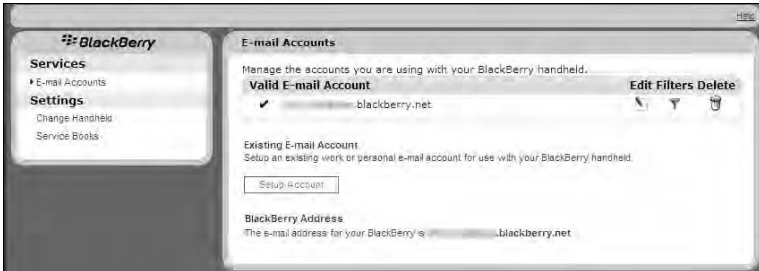 Help
BlackBerry
Services
E-mail Accounts
Settings
Change Handheld
Service Books
E-mail Accounts
Manage the accounts you are using with your BlackBerry handheld.
Valid E-mail Account Edit Filters Delete
.blackberry.net
Existing E-mail Account
Setup an existing work or personal e-mail account for use with your BlackBerry handheld.
Setup Account
BlackBerry Address
The e-mail address for your BlackBerry is .blackberry.net